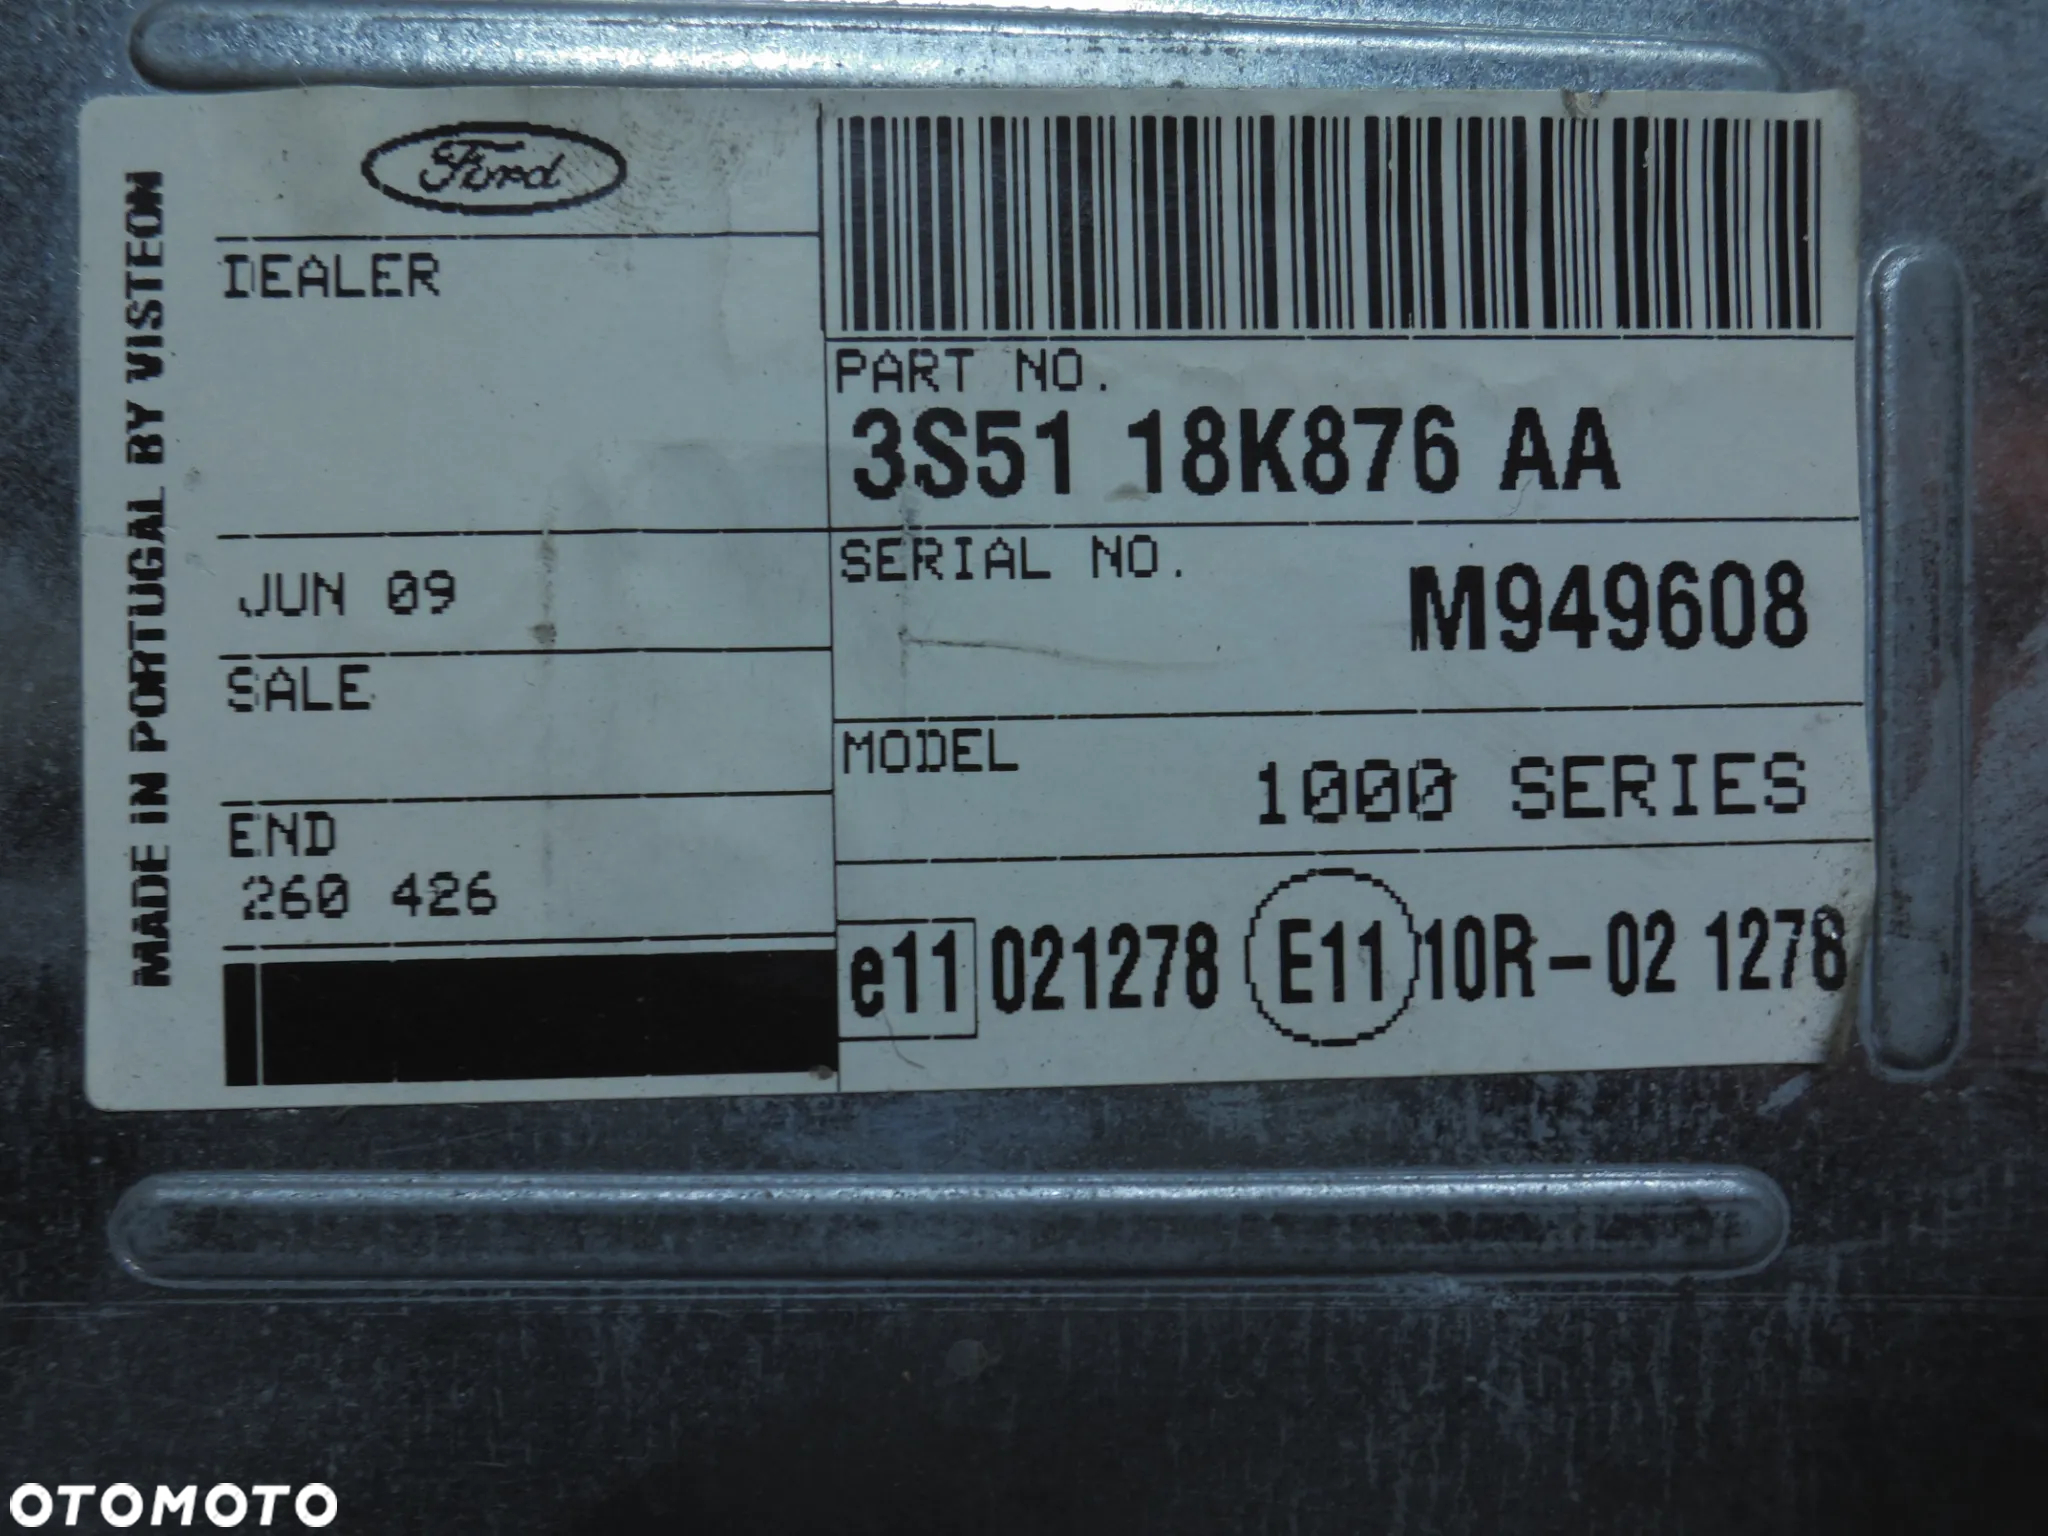 MADE IN PORTUGAL BY VISTEON
Ford
DEALER
JUN 09
SALE
END
260 426
PART NO.
3S51 18K876 AA
SERIAL NO.
M949608
MODEL
1000 SERIES
e11 021278 E11 10R-02 1278
OTOMOTO